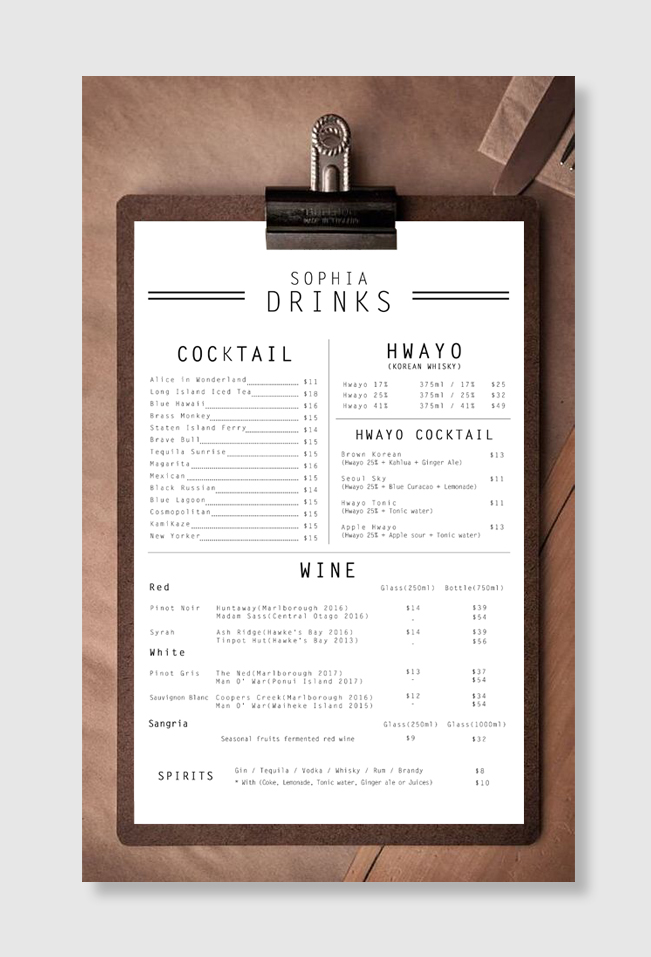 SOPHIA
DRINKS
COCKTAIL
Alice in Wonderland $11
Long Island Iced Tea $18
Blue Hawaii $16
Brass Monkey $15
Staten Island Ferry $14
Brave Bull $15
Tequila Sunrise $15
Magarita $16
Mexican $15
Black Russian $14
Blue Lagoon $15
Cosmopolitan $15
KamiKaze $15
New Yorker $15
HWAYO
(KOREAN WHISKY)
Hwayo 17% 375ml / 17% $25
Hwayo 25% 375ml / 25% $32
Hwayo 41% 375ml / 41% $49
HWAYO COCKTAIL
Brown Korean $13
(Hwayo 25% + Kahlua + Ginger Ale)
Seoul Sky $11
(Hwayo 25% + Blue Curacao + Lemonade)
Hwayo Tonic $11
(Hwayo 25% + Tonic water)
Apple Hwayo $13
(Hwayo 25% + Apple sour + Tonic water)
WINE
Red Glass(250ml) Bottle(750ml)
Pinot Noir Huntaway(Marlborough 2016) $14 $39
Madam Sass(Central Otago 2016) - $54
Syrah Ash Ridge(Hawke's Bay 2016) $14 $39
Tinpot Hut(Hawke's Bay 2013) - $56
White
Pinot Gris The Ned(Marlborough 2017) $13 $37
Man O' War(Ponui Island 2017) - $54
Sauvignon Blanc Coopers Creek(Marlborough 2016) $12 $34
Man O' War(Waiheke Island 2015) - $54
Sangria Glass(250ml) Glass(1000ml)
Seasonal fruits fermented red wine $9 $32
SPIRITS
Gin / Tequila / Vodka / Whisky / Rum / Brandy $8
* With (Coke, Lemonade, Tonic water, Ginger ale or Juices) $10